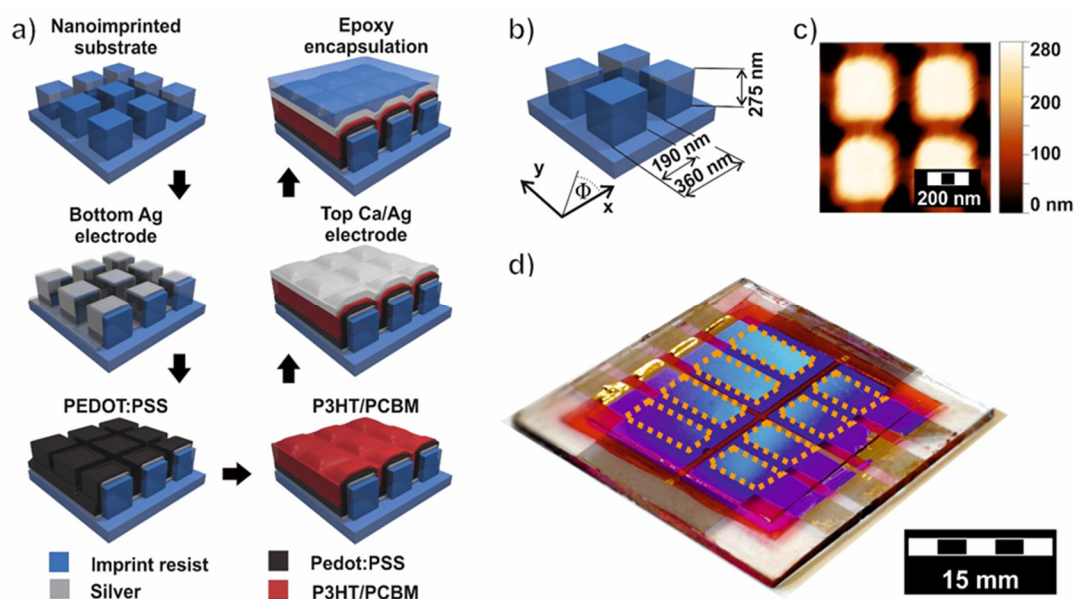 a)
Nanoimprinted
substrate
Epoxy
encapsulation
Bottom Ag
electrode
Top Ca/Ag
electrode
PEDOT:PSS
P3HT/PCBM
Imprint resist
Silver
Pedot:PSS
P3HT/PCBM
b)
275 nm
190 nm
360 nm
y
Φ
x
c)
280
200
100
0 nm
200 nm
d)
15 mm